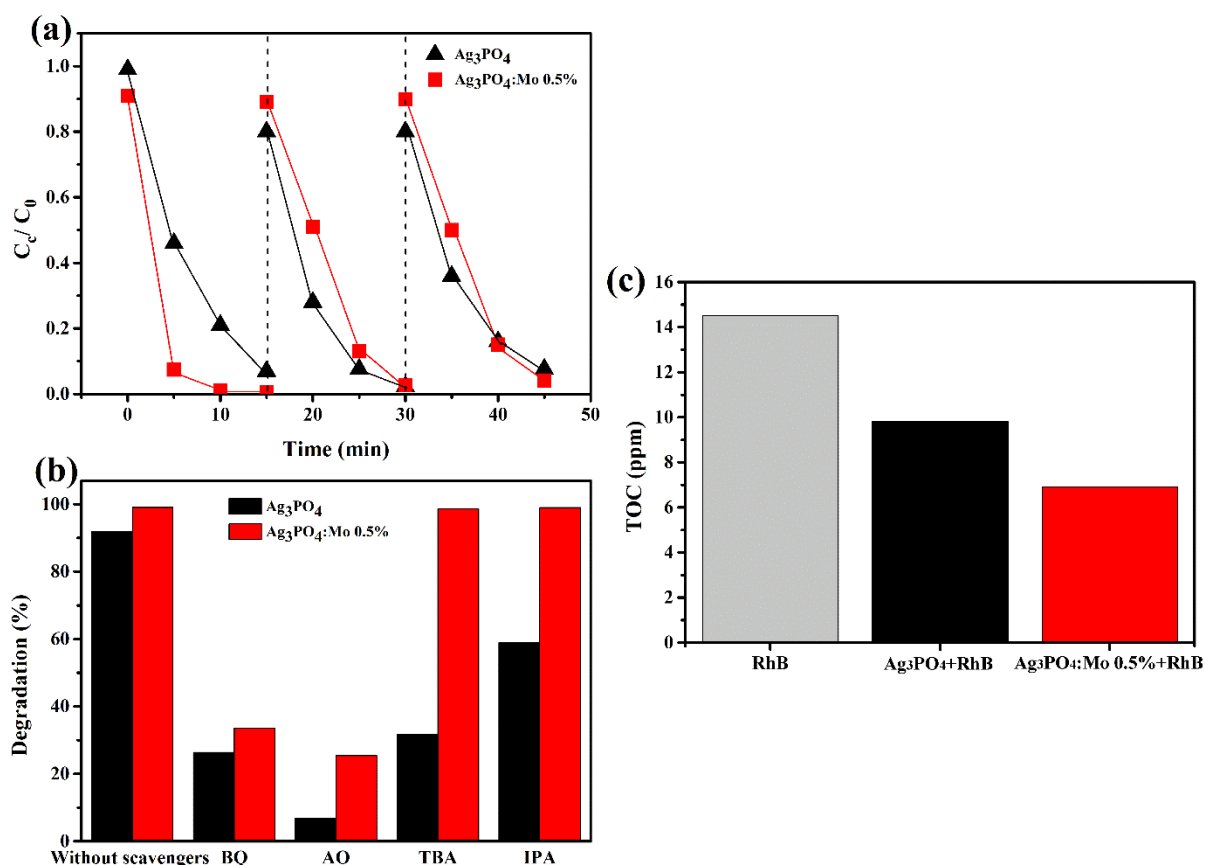 (a)
Ag₃PO₄
Ag₃PO₄:Mo 0.5%
1.0
0.8
0.6
0.4
0.2
0.0
C_c/ C₀
0 10 20 30 40 50
Time (min)
(b)
Ag₃PO₄
Ag₃PO₄:Mo 0.5%
100
80
60
40
20
0
Degradation (%)
Without scavengers BQ AO TBA IPA
(c)
16
14
12
10
8
6
4
2
0
TOC (ppm)
RhB Ag₃PO₄+RhB Ag₃PO₄:Mo 0.5%+RhB